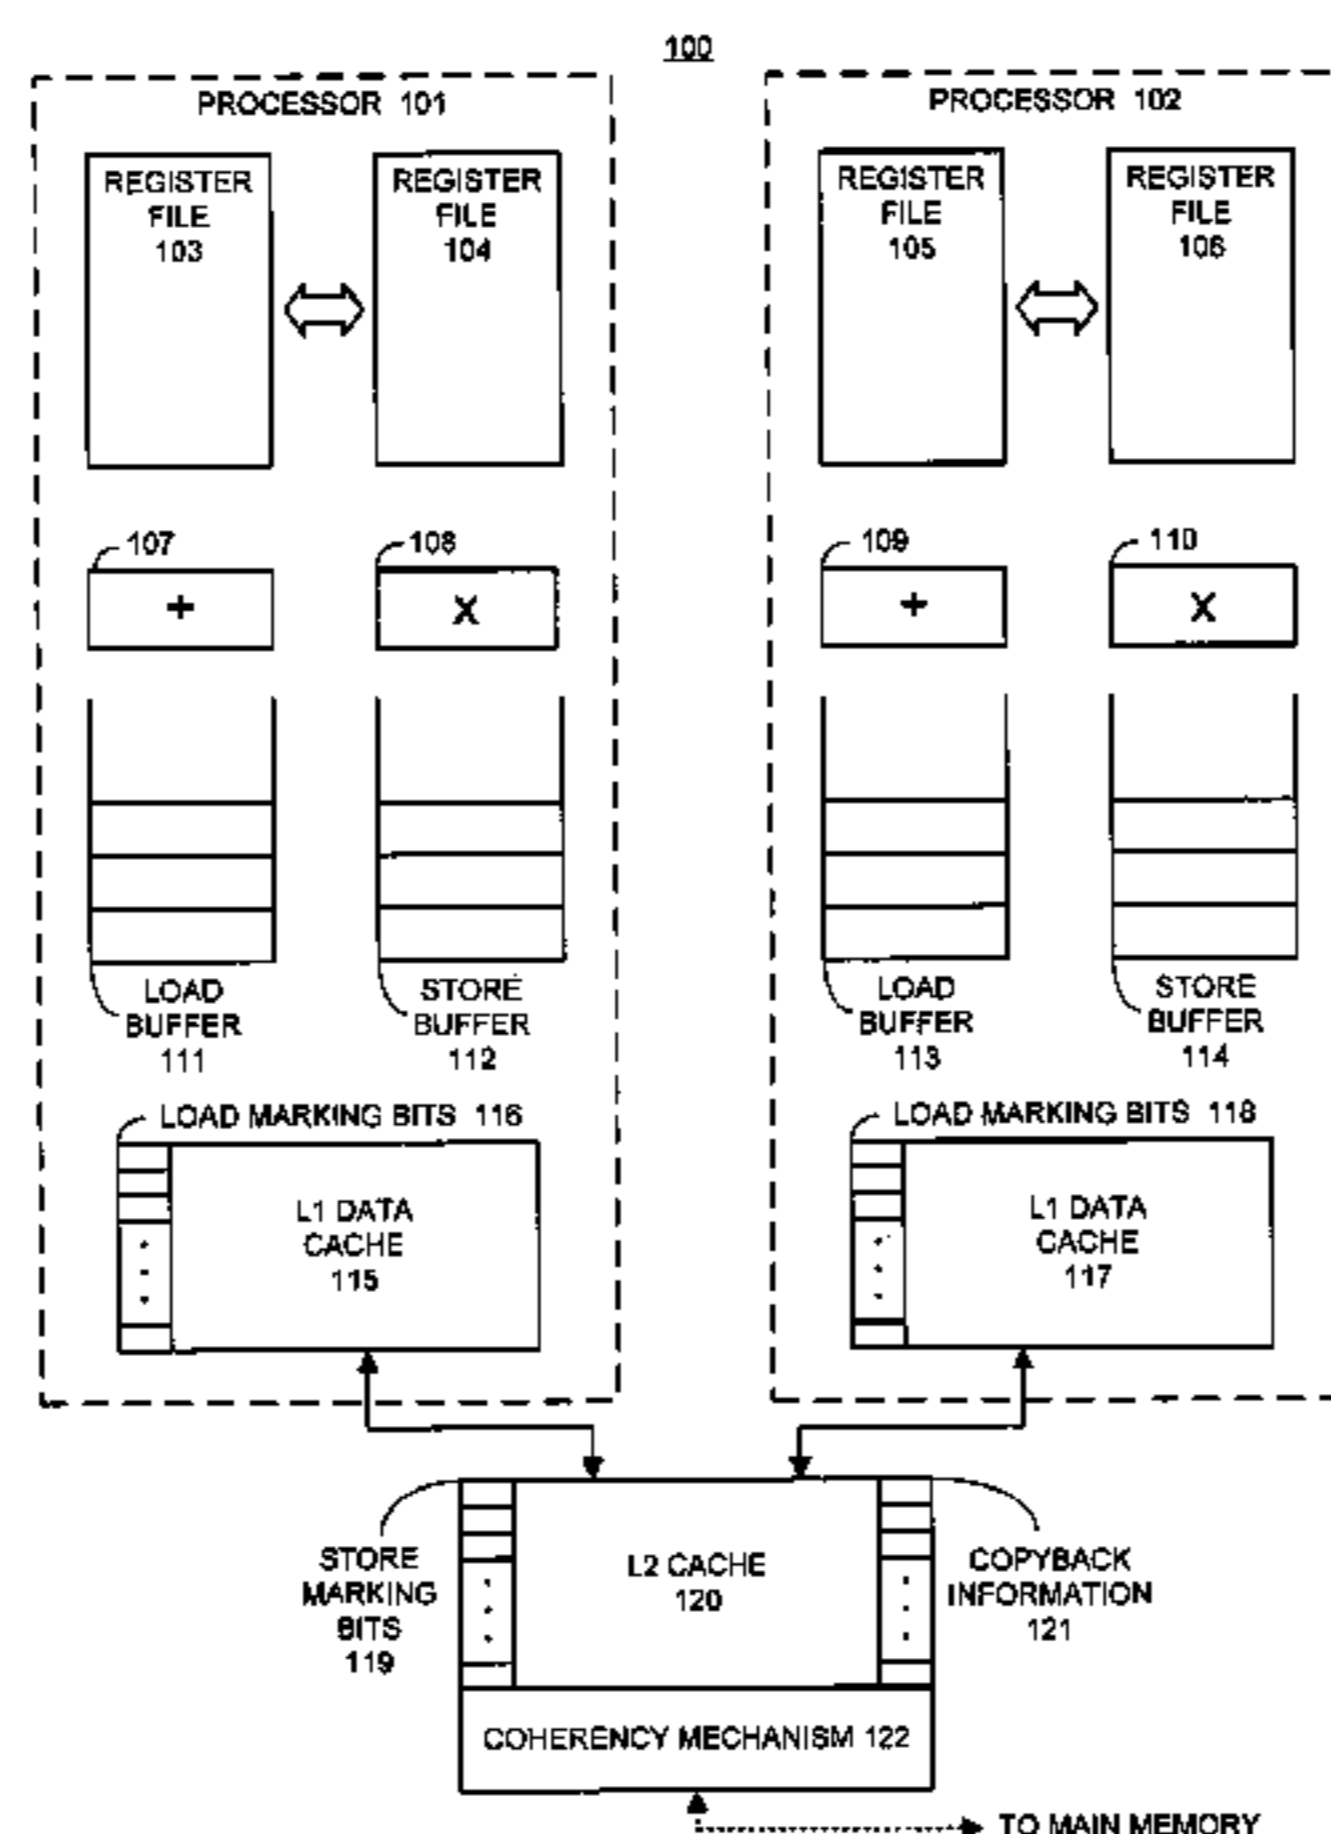 100
PROCESSOR 101
REGISTER
FILE
103
REGISTER
FILE
104
107
+
108
X
LOAD
BUFFER
111
STORE
BUFFER
112
LOAD MARKING BITS 116
L1 DATA
CACHE
115
PROCESSOR 102
REGISTER
FILE
105
REGISTER
FILE
106
109
+
110
X
LOAD
BUFFER
113
STORE
BUFFER
114
LOAD MARKING BITS 118
L1 DATA
CACHE
117
STORE
MARKING
BITS
119
L2 CACHE
120
COPYBACK
INFORMATION
121
COHERENCY MECHANISM 122
TO MAIN MEMORY